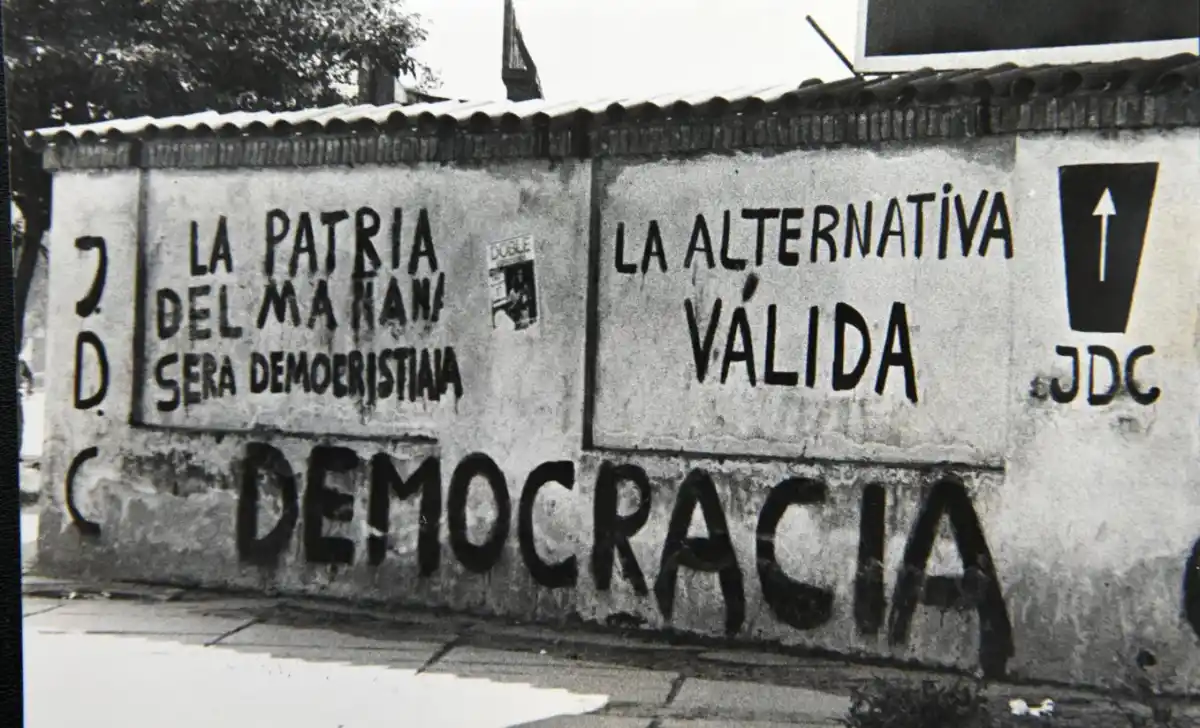 J.
D.
C
LA PATRIA
DEL MAÑANA
SERA DEMOCRISTIANA
DOBLE
LA ALTERNATIVA
VÁLIDA
JDC
DEMOCRACIA